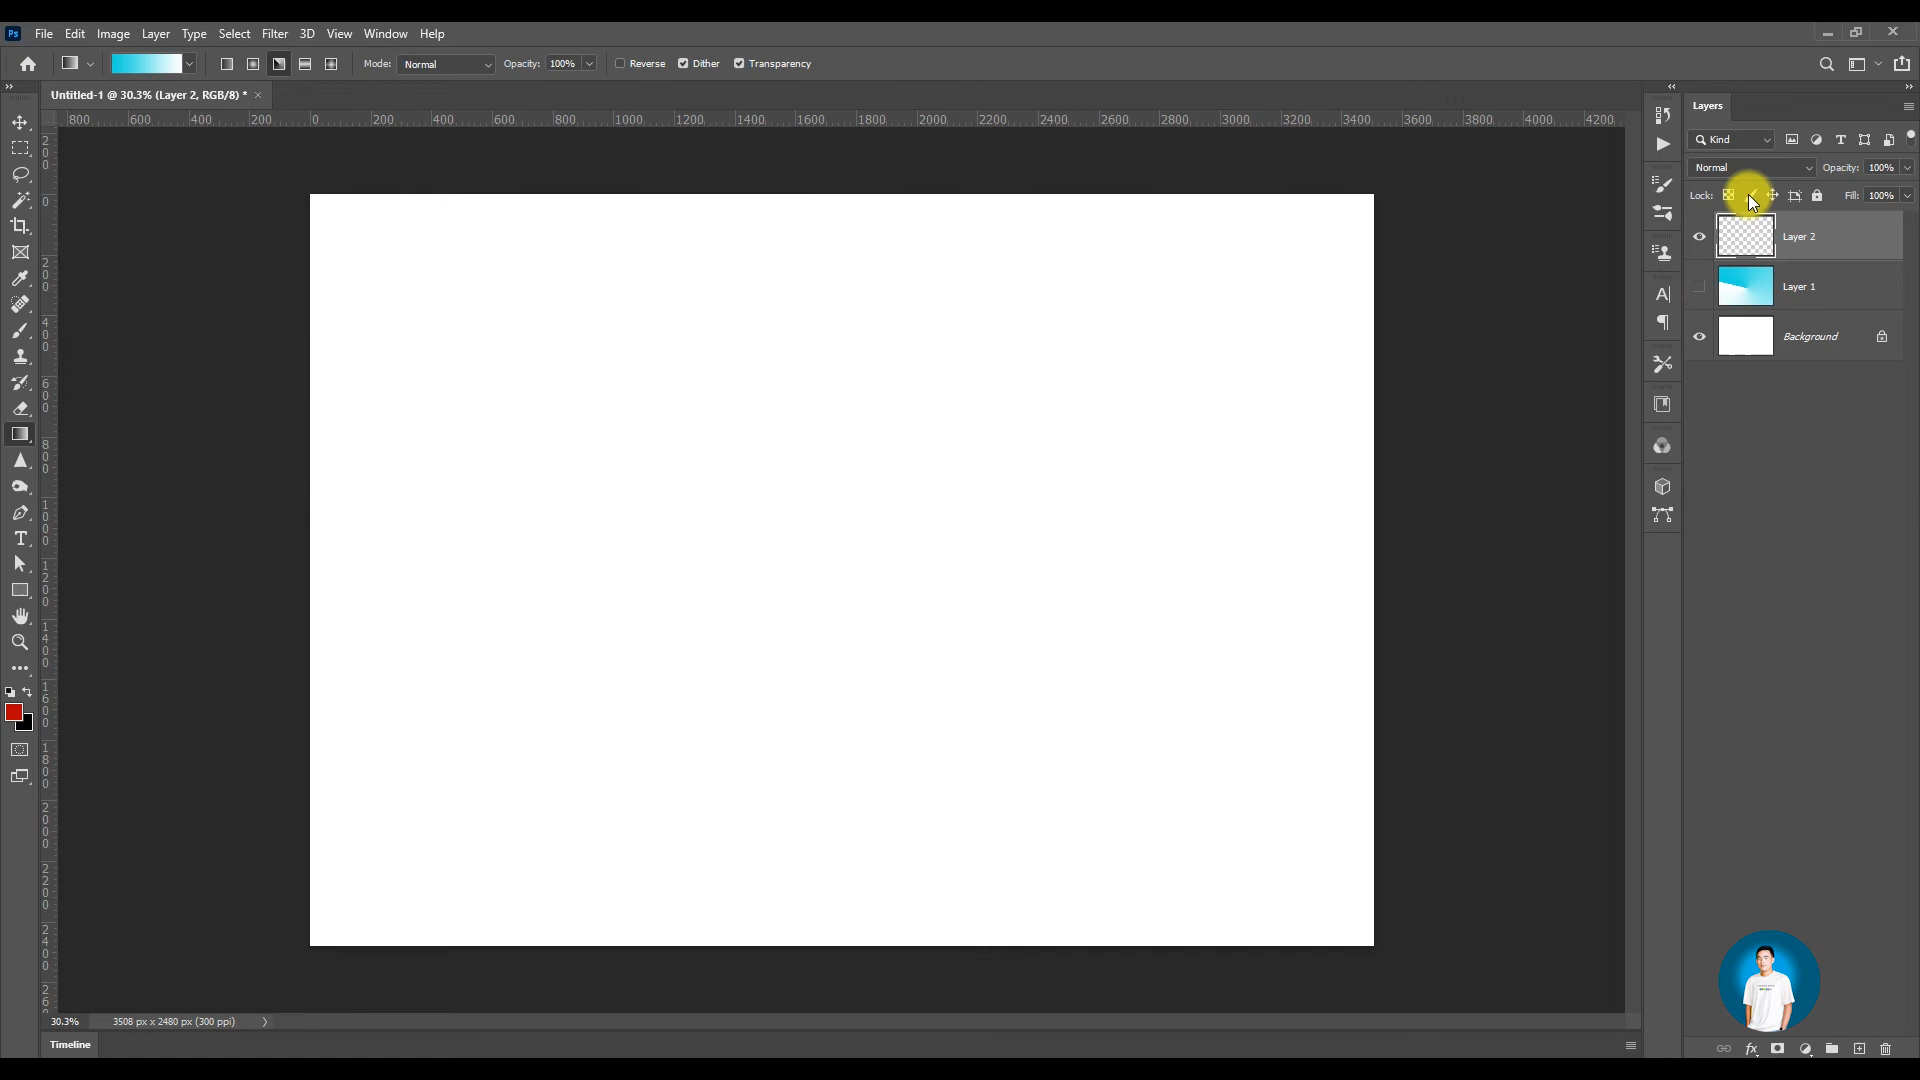 Ps File Edit Image Layer Type Select Filter 3D View Window Help
Mode: Normal Opacity: 100% Reverse Dither Transparency
Untitled-1 @ 30.3% (Layer 2, RGB/8) * ×
800 600 400 200 0 200 400 600 800 1000 1200 1400 1600 1800 2000 2200 2400 2600 2800 3000 3200 3400 3600 3800 4000 4200
200
0
200
400
600
800
1000
1200
1400
1600
1800
2000
2200
2400
Layers
Kind
Normal Opacity: 100%
Lock: Fill: 100%
Layer 2
Layer 1
Background
30.3% 3508 px x 2480 px (300 ppi)
Timeline